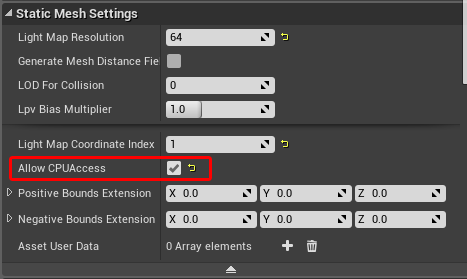 Static Mesh Settings
Light Map Resolution 64
Generate Mesh Distance Fie
LOD For Collision 0
Lpv Bias Multiplier 1.0
Light Map Coordinate Index 1
Allow CPUAccess
Positive Bounds Extension X 0.0 Y 0.0 Z 0.0
Negative Bounds Extension X 0.0 Y 0.0 Z 0.0
Asset User Data 0 Array elements